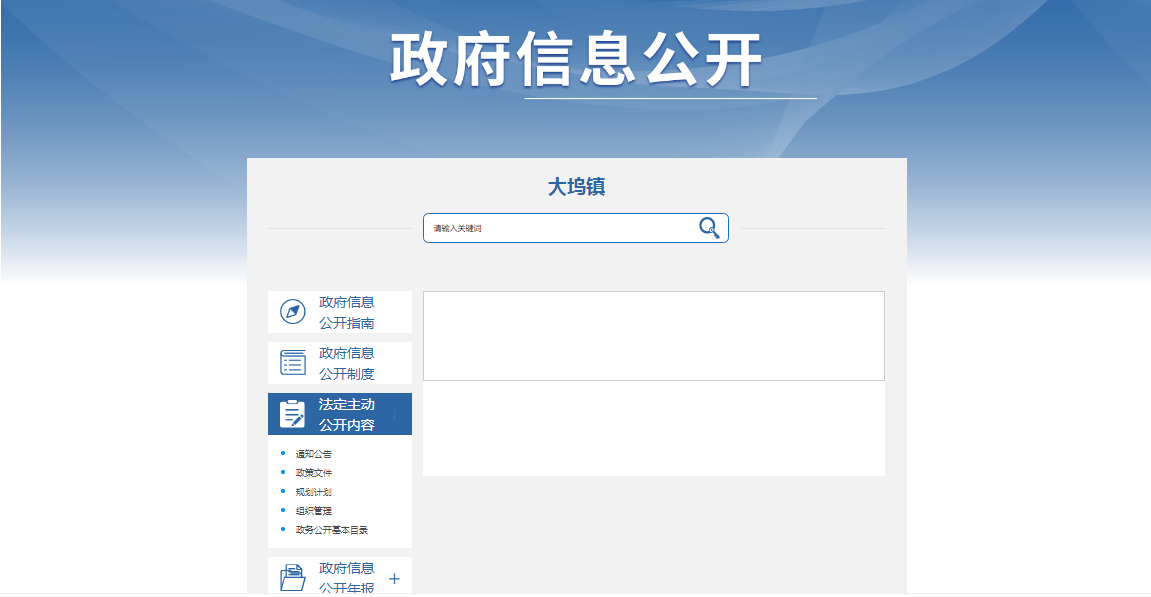 政府信息公开
大坞镇
请输入关键词
政府信息
公开指南
政府信息
公开制度
法定主动
公开内容
通知公告
政策文件
规划计划
组织管理
政务公开基本目录
政府信息
公开年报
+